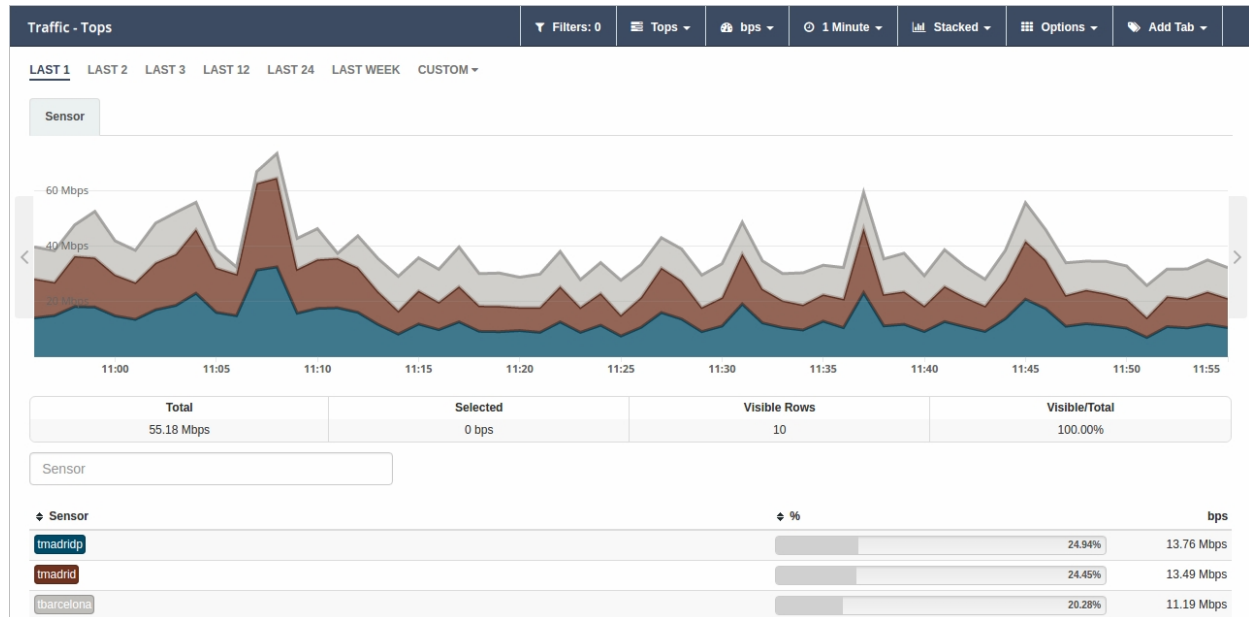 Traffic - Tops Filters: 0 Tops bps 1 Minute Stacked Options Add Tab
LAST 1 LAST 2 LAST 3 LAST 12 LAST 24 LAST WEEK CUSTOM
Sensor
60 Mbps
40 Mbps
20 Mbps
11:00 11:05 11:10 11:15 11:20 11:25 11:30 11:35 11:40 11:45 11:50 11:55
Total Selected Visible Rows Visible/Total
55.18 Mbps 0 bps 10 100.00%
Sensor
Sensor % bps
tmadridp 24.94% 13.76 Mbps
tmadrid 24.45% 13.49 Mbps
tbarcelona 20.28% 11.19 Mbps